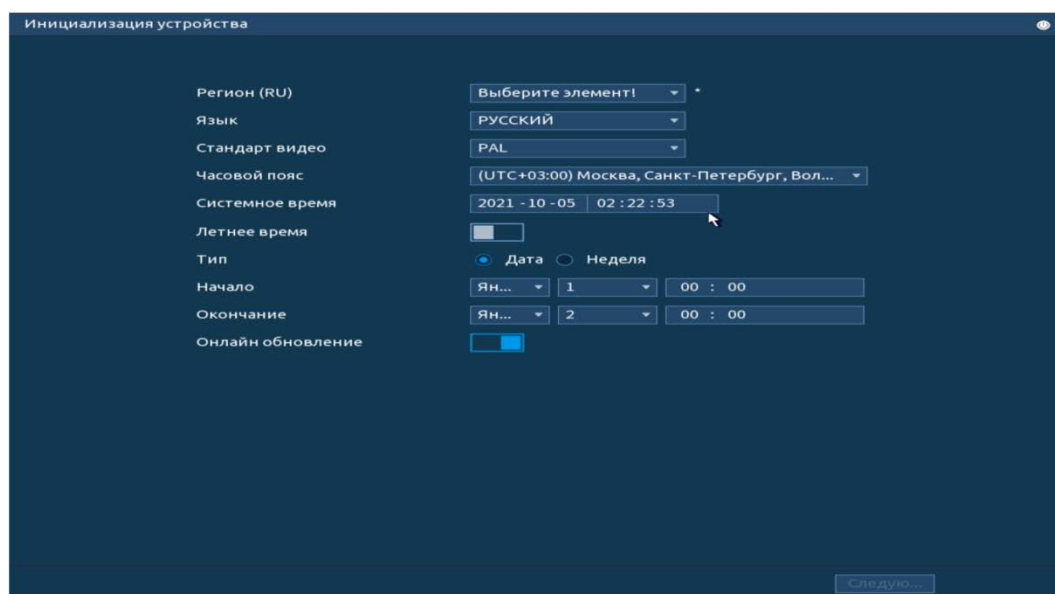 Инициализация устройства
Регион (RU) Выберите элемент! *
Язык РУССКИЙ
Стандарт видео PAL
Часовой пояс (UTC+03:00) Москва, Санкт-Петербург, Вол...
Системное время 2021 - 10 - 05 02 : 22 : 53
Летнее время
Тип Дата Неделя
Начало Ян... 1 00 : 00
Окончание Ян... 2 00 : 00
Онлайн обновление
Следую...